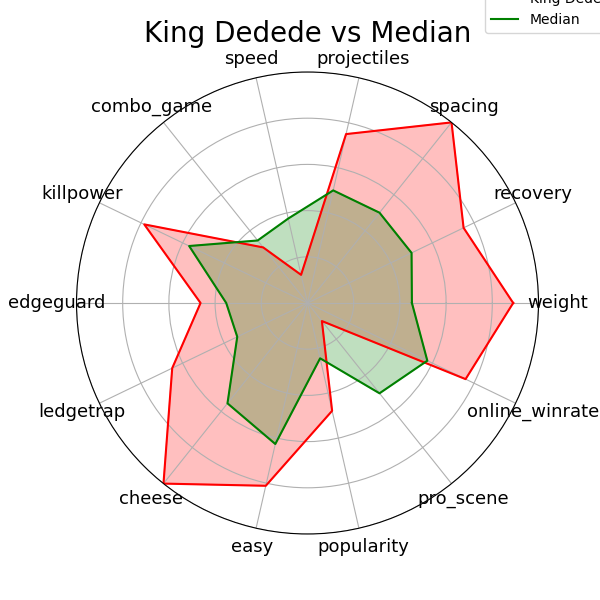 King Dedede vs Median
Median
speed
projectiles
combo_game
spacing
killpower
recovery
edgeguard
weight
ledgetrap
online_winrate
cheese
pro_scene
easy
popularity